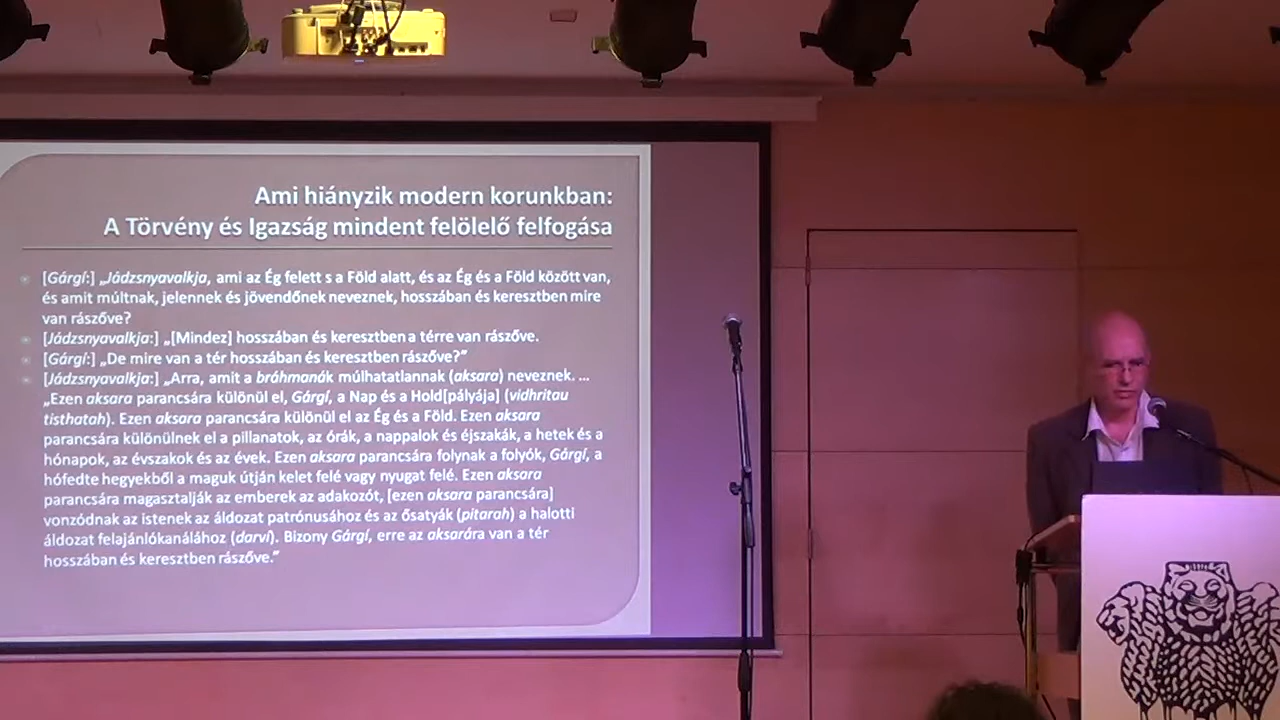 Ami hiányzik modern korunkban:
A Törvény és Igazság mindent felölelő felfogása
[Gárgí:] „Jádzsnyavalkja, ami az Ég felett s a Föld alatt, és az Ég és a Föld között van,
és amit múltnak, jelennek és jövendőnek neveznek, hosszában és keresztben mire
van rászőve?
[Jádzsnyavalkja:] „[Mindez] hosszában és keresztben a térre van rászőve.
[Gárgí:] „De mire van a tér hosszában és keresztben rászőve?”
[Jádzsnyavalkja:] „Arra, amit a bráhmanák múlhatatlannak (aksara) neveznek. ...
„Ezen aksara parancsára különül el, Gárgí, a Nap és a Hold[pályája] (vidhritau
tisthatah). Ezen aksara parancsára különül el az Ég és a Föld. Ezen aksara
parancsára különülnek el a pillanatok, az órák, a nappalok és éjszakák, a hetek és a
hónapok, az évszakok és az évek. Ezen aksara parancsára folynak a folyók, Gárgí, a
hófedte hegyekből a maguk útján kelet felé vagy nyugat felé. Ezen aksara
parancsára magasztalják az emberek az adakozót, [ezen aksara parancsára]
vonzódnak az istenek az áldozat patrónusához és az ősatyák (pitarah) a halotti
áldozat felajánlókanálához (darví). Bizony Gárgí, erre az aksarára van a tér
hosszában és keresztben rászőve.”